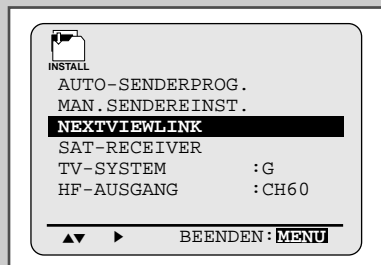 INSTALL
AUTO-SENDERPROG.
MAN.SENDEREINST.
NEXTVIEWLINK
SAT-RECEIVER
TV-SYSTEM :G
HF-AUSGANG :CH60
▲▼ ▶ BEENDEN:MENU